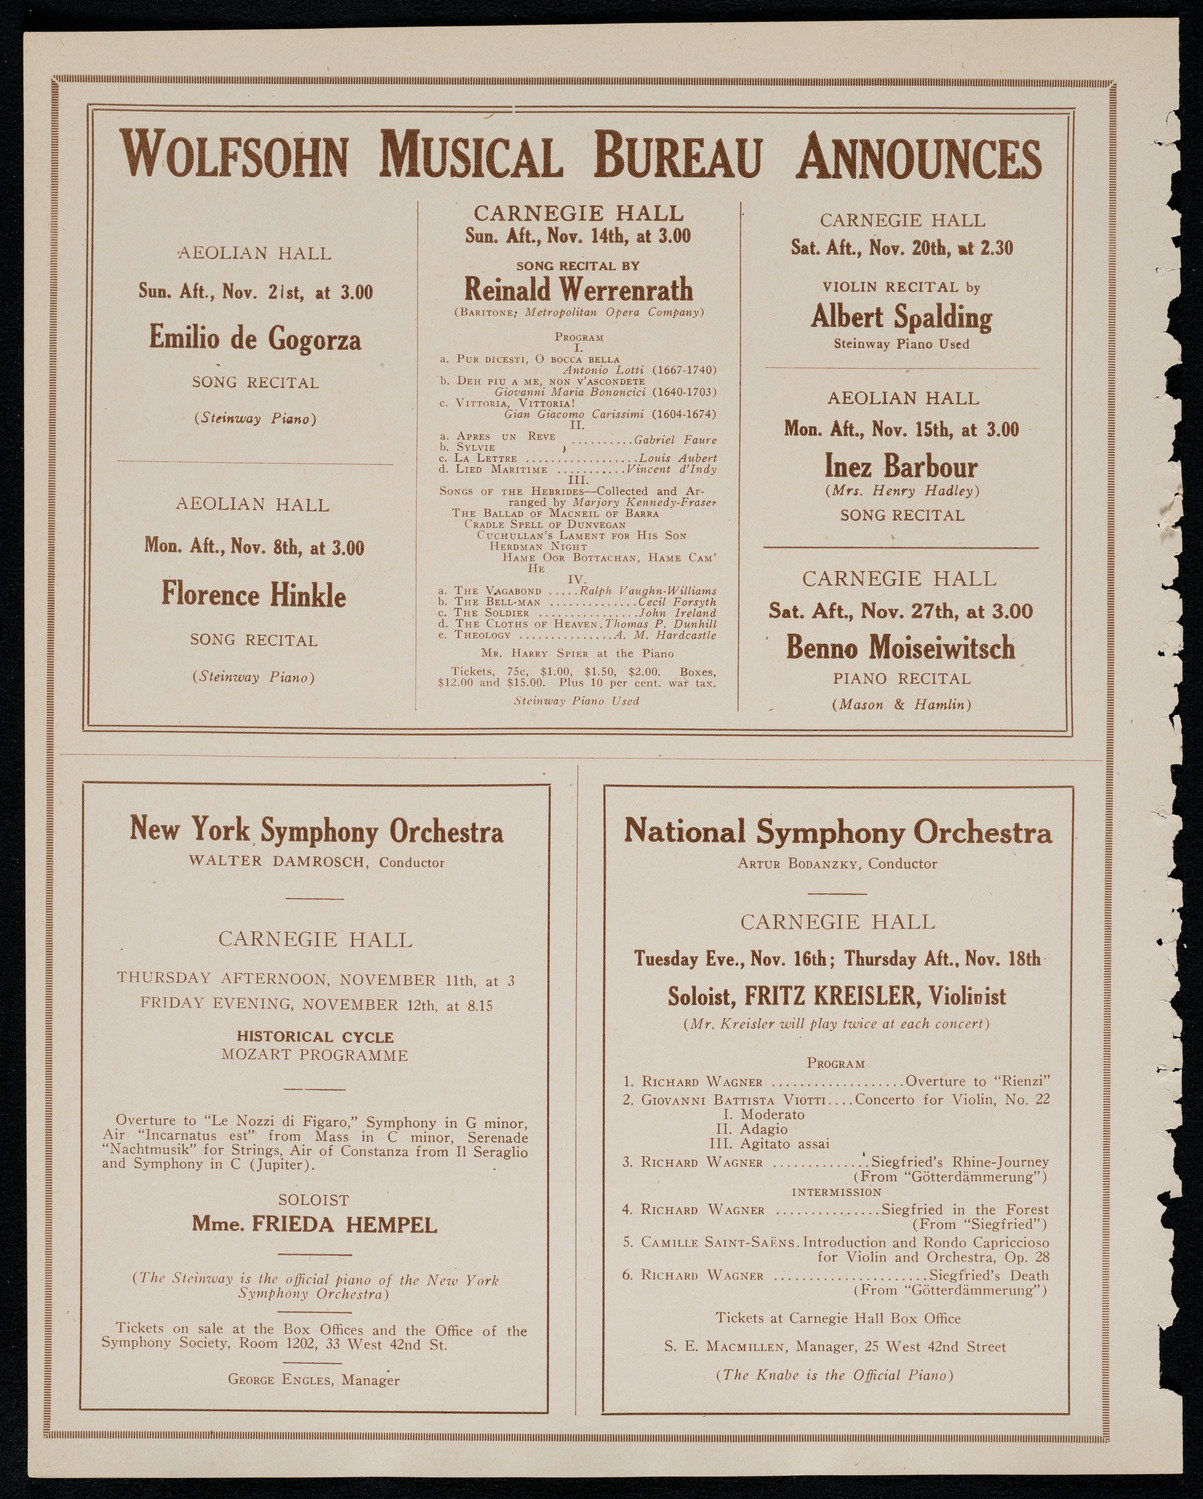 WOLFSOHN MUSICAL BUREAU ANNOUNCES
AEOLIAN HALL
Sun. Aft., Nov. 21st, at 3.00
Emilio de Gogorza
SONG RECITAL
(Steinway Piano)
AEOLIAN HALL
Mon. Aft., Nov. 8th, at 3.00
Florence Hinkle
SONG RECITAL
(Steinway Piano)
CARNEGIE HALL
Sun. Aft., Nov. 14th, at 3.00
SONG RECITAL BY
Reinald Werrenrath
(BARITONE; Metropolitan Opera Company)
PROGRAM
I.
a. PUR DICESTI, O BOCCA BELLA
Antonio Lotti (1667-1740)
b. DEH PIU A ME, NON V'ASCONDETE
Giovanni Maria Bononcici (1640-1703)
c. VITTORIA, VITTORIA!
Gian Giacomo Carissimi (1604-1674)
II.
a. APRES UN REVE
b. SYLVIE } ..........Gabriel Faure
c. LA LETTRE ..................Louis Aubert
d. LIED MARITIME ...........Vincent d'Indy
III.
SONGS OF THE HEBRIDES—Collected and Ar-
ranged by Marjory Kennedy-Fraser
THE BALLAD OF MACNEIL OF BARRA
CRADLE SPELL OF DUNVEGAN
CUCHULLAN'S LAMENT FOR HIS SON
HERDMAN NIGHT
HAME OOR BOTTACHAN, HAME CAM'
HE
IV.
a. THE VAGABOND .....Ralph Vaughn-Williams
b. THE BELL-MAN ..............Cecil Forsyth
c. THE SOLDIER ................John Ireland
d. THE CLOTHS OF HEAVEN.Thomas P. Dunhill
e. THEOLOGY ...............A. M. Hardcastle
MR. HARRY SPIER at the Piano
Tickets, 75c, $1.00, $1.50, $2.00. Boxes,
$12.00 and $15.00. Plus 10 per cent. war tax.
Steinway Piano Used
CARNEGIE HALL
Sat. Aft., Nov. 20th, at 2.30
VIOLIN RECITAL by
Albert Spalding
Steinway Piano Used
AEOLIAN HALL
Mon. Aft., Nov. 15th, at 3.00
Inez Barbour
(Mrs. Henry Hadley)
SONG RECITAL
CARNEGIE HALL
Sat. Aft., Nov. 27th, at 3.00
Benno Moiseiwitsch
PIANO RECITAL
(Mason & Hamlin)
New York Symphony Orchestra
WALTER DAMROSCH, Conductor
CARNEGIE HALL
THURSDAY AFTERNOON, NOVEMBER 11th, at 3
FRIDAY EVENING, NOVEMBER 12th, at 8.15
HISTORICAL CYCLE
MOZART PROGRAMME
Overture to "Le Nozzi di Figaro," Symphony in G minor,
Air "Incarnatus est" from Mass in C minor, Serenade
"Nachtmusik" for Strings, Air of Constanza from Il Seraglio
and Symphony in C (Jupiter).
SOLOIST
Mme. FRIEDA HEMPEL
(The Steinway is the official piano of the New York
Symphony Orchestra)
Tickets on sale at the Box Offices and the Office of the
Symphony Society, Room 1202, 33 West 42nd St.
GEORGE ENGLES, Manager
National Symphony Orchestra
ARTUR BODANZKY, Conductor
CARNEGIE HALL
Tuesday Eve., Nov. 16th; Thursday Aft., Nov. 18th
Soloist, FRITZ KREISLER, Violinist
(Mr. Kreisler will play twice at each concert)
PROGRAM
1. RICHARD WAGNER ...................Overture to "Rienzi"
2. GIOVANNI BATTISTA VIOTTI....Concerto for Violin, No. 22
I. Moderato
II. Adagio
III. Agitato assai
3. RICHARD WAGNER ..............Siegfried's Rhine-Journey
(From "Götterdämmerung")
INTERMISSION
4. RICHARD WAGNER ...............Siegfried in the Forest
(From "Siegfried")
5. CAMILLE SAINT-SAËNS.Introduction and Rondo Capriccioso
for Violin and Orchestra, Op. 28
6. RICHARD WAGNER ......................Siegfried's Death
(From "Götterdämmerung")
Tickets at Carnegie Hall Box Office
S. E. MACMILLEN, Manager, 25 West 42nd Street
(The Knabe is the Official Piano)